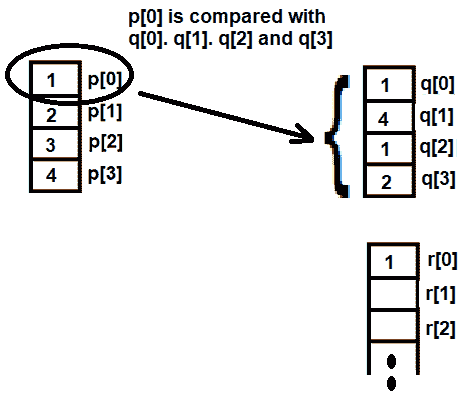 p[0] is compared with
q[0]. q[1]. q[2] and q[3]
1 p[0]
2 p[1]
3 p[2]
4 p[3]
1 q[0]
4 q[1]
1 q[2]
2 q[3]
1 r[0]
r[1]
r[2]